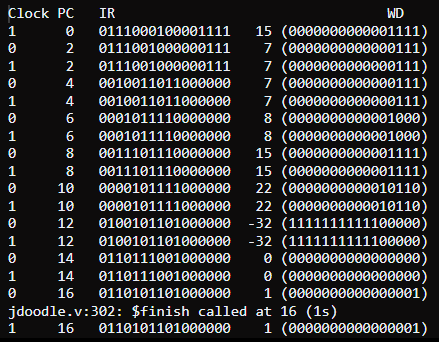 Clock PC IR WD
1 0 0111000100001111 15 (0000000000001111)
0 2 0111001000000111 7 (0000000000000111)
1 2 0111001000000111 7 (0000000000000111)
0 4 0010011011000000 7 (0000000000000111)
1 4 0010011011000000 7 (0000000000000111)
0 6 0001011110000000 8 (0000000000001000)
1 6 0001011110000000 8 (0000000000001000)
0 8 0011101110000000 15 (0000000000001111)
1 8 0011101110000000 15 (0000000000001111)
0 10 0000101111000000 22 (0000000000010110)
1 10 0000101111000000 22 (0000000000010110)
0 12 0100101101000000 -32 (1111111111100000)
1 12 0100101101000000 -32 (1111111111100000)
0 14 0110111001000000 0 (0000000000000000)
1 14 0110111001000000 0 (0000000000000000)
0 16 0110101101000000 1 (0000000000000001)
jdoodle.v:302: $finish called at 16 (1s)
1 16 0110101101000000 1 (0000000000000001)